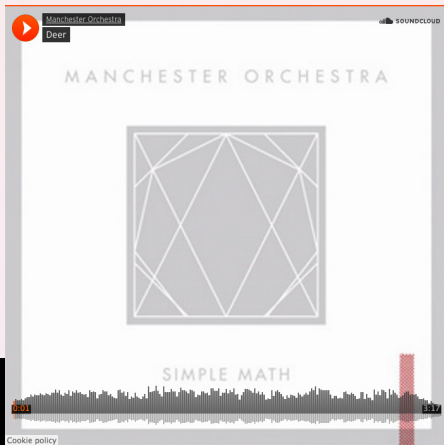 Manchester Orchestra
SOUNDCLOUD
Deer
MANCHESTER ORCHESTRA
SIMPLE MATH
0:01
3:17
Cookie policy